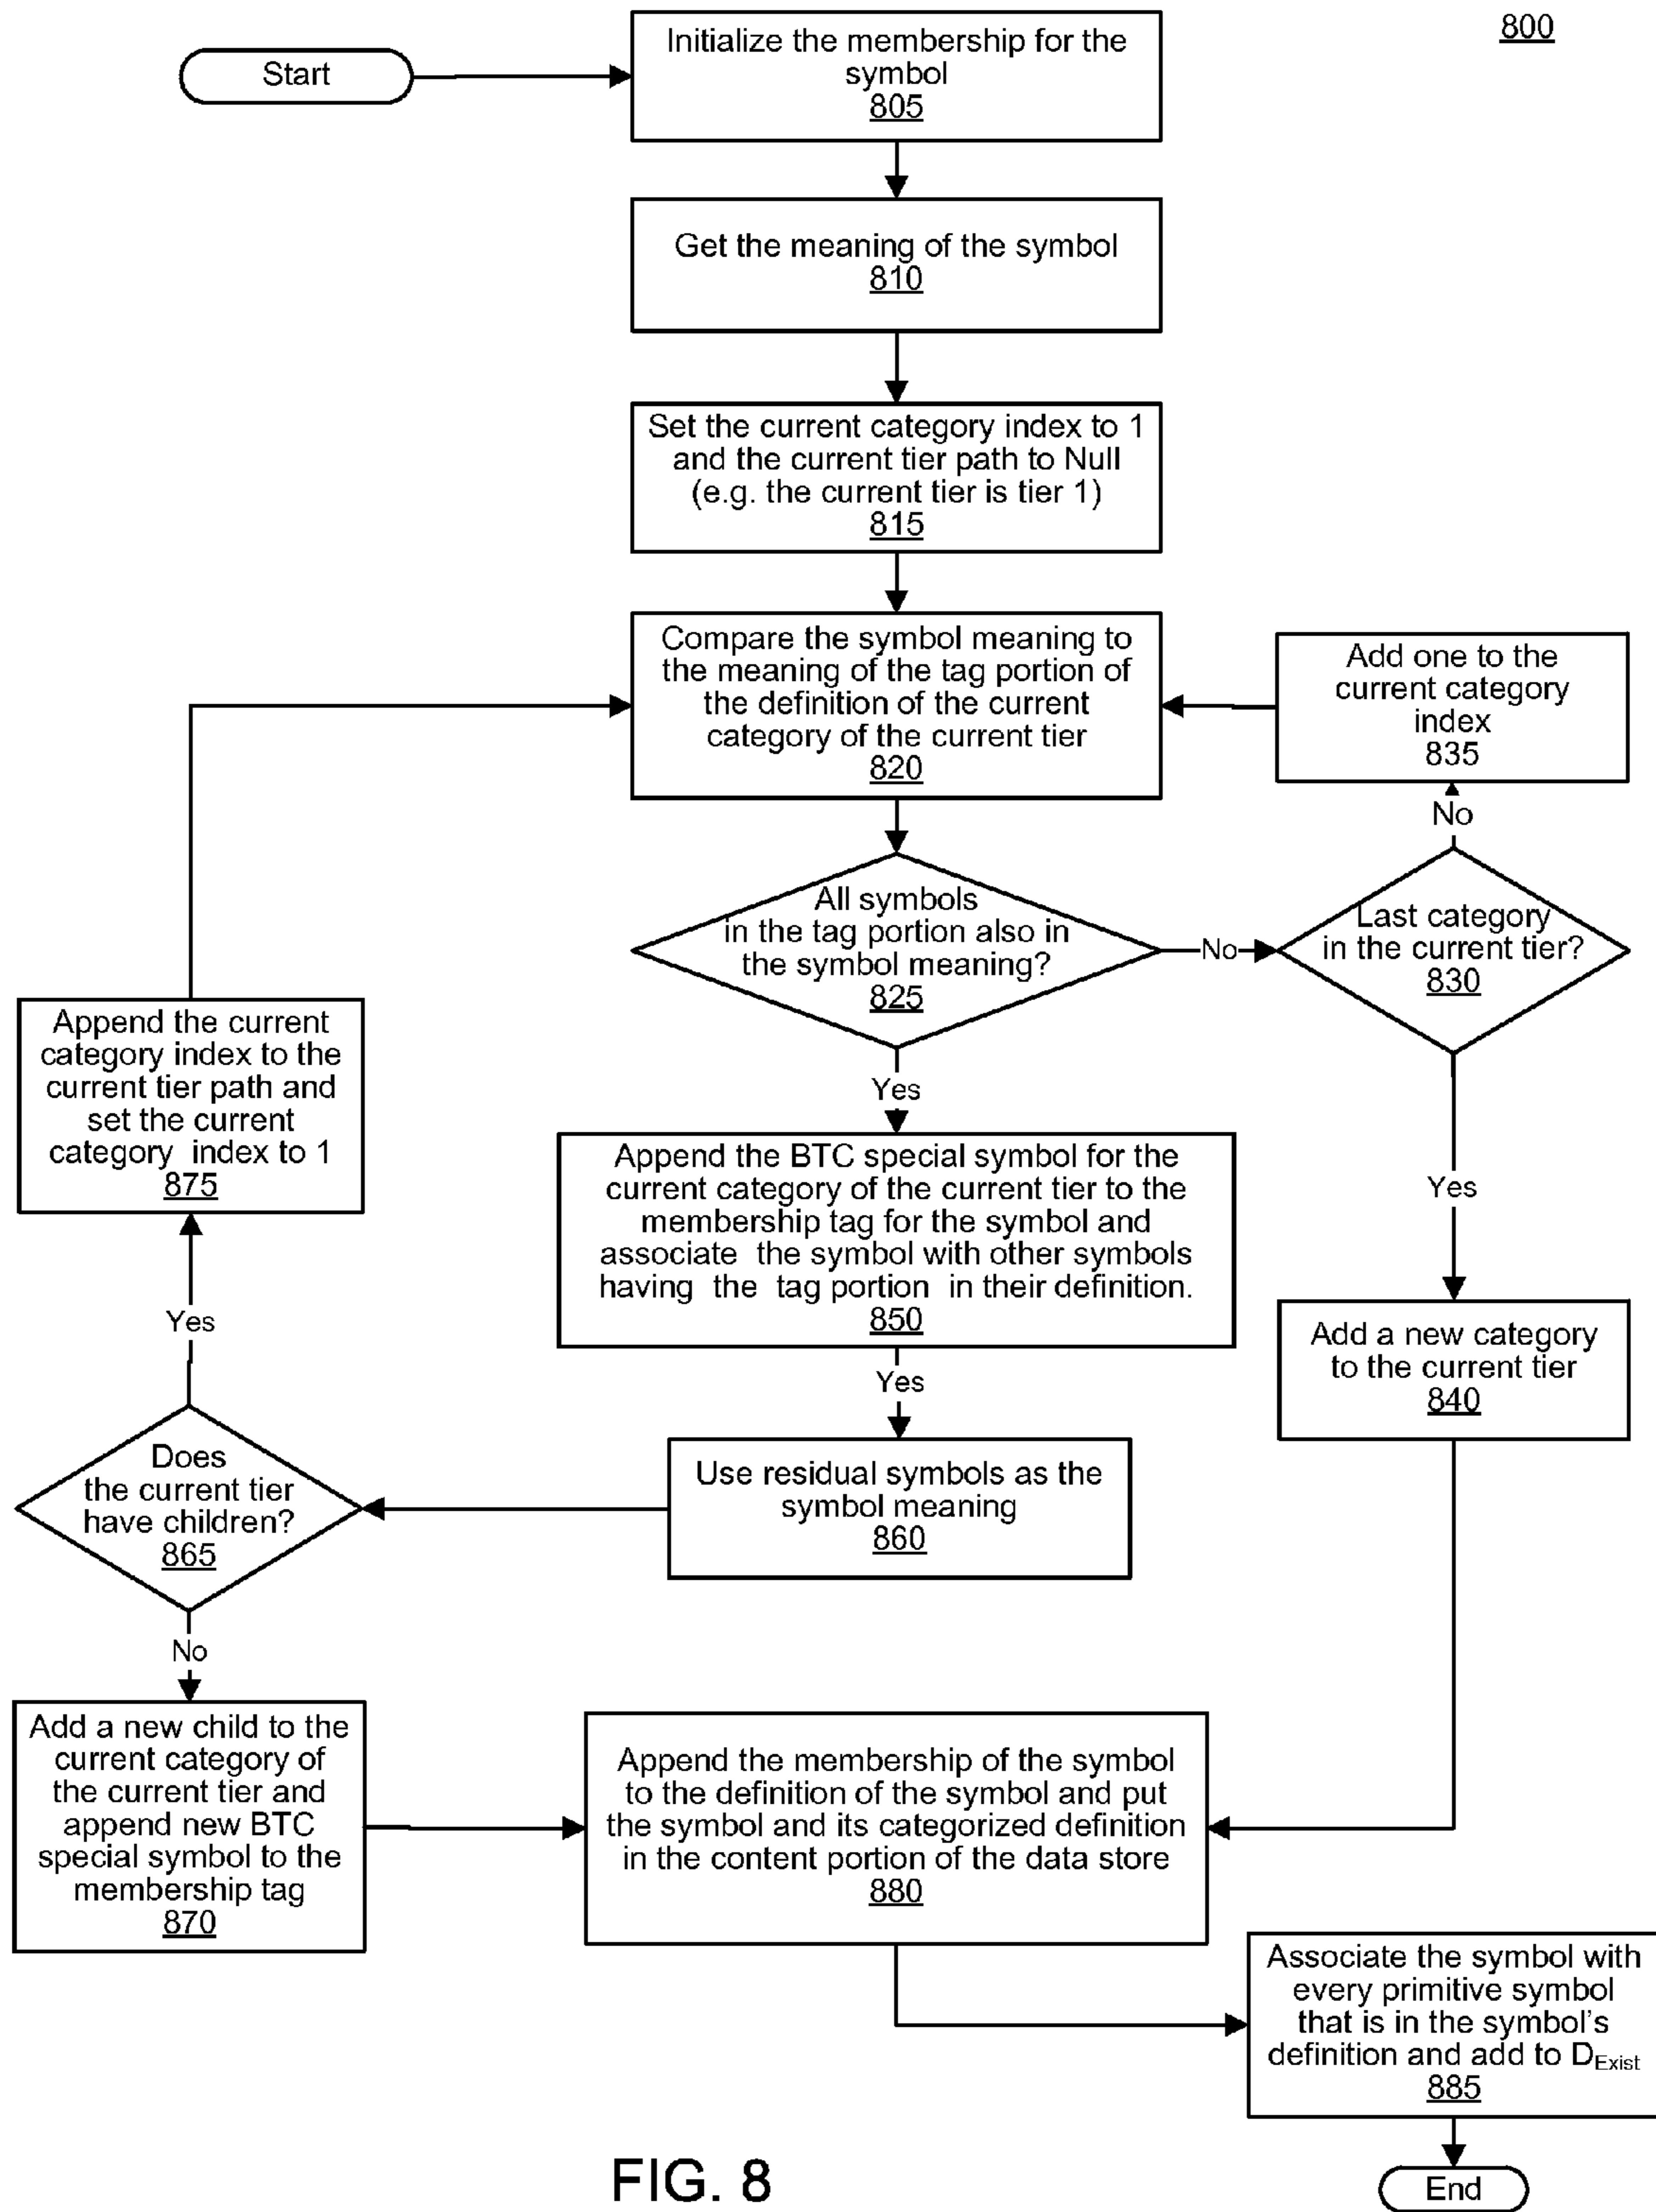 800
Start
Initialize the membership for the
symbol
805
Get the meaning of the symbol
810
Set the current category index to 1
and the current tier path to Null
(e.g. the current tier is tier 1)
815
Compare the symbol meaning to
the meaning of the tag portion of
the definition of the current
category of the current tier
820
Add one to the
current category
index
835
No
All symbols
in the tag portion also in
the symbol meaning?
825
No
Last category
in the current tier?
830
Yes
Yes
Append the current
category index to the
current tier path and
set the current
category index to 1
875
Append the BTC special symbol for the
current category of the current tier to the
membership tag for the symbol and
associate the symbol with other symbols
having the tag portion in their definition.
850
Add a new category
to the current tier
840
Yes
Yes
Does
the current tier
have children?
865
Use residual symbols as the
symbol meaning
860
No
Add a new child to the
current category of
the current tier and
append new BTC
special symbol to the
membership tag
870
Append the membership of the symbol
to the definition of the symbol and put
the symbol and its categorized definition
in the content portion of the data store
880
Associate the symbol with
every primitive symbol
that is in the symbol's
definition and add to DExist
885
End
FIG. 8